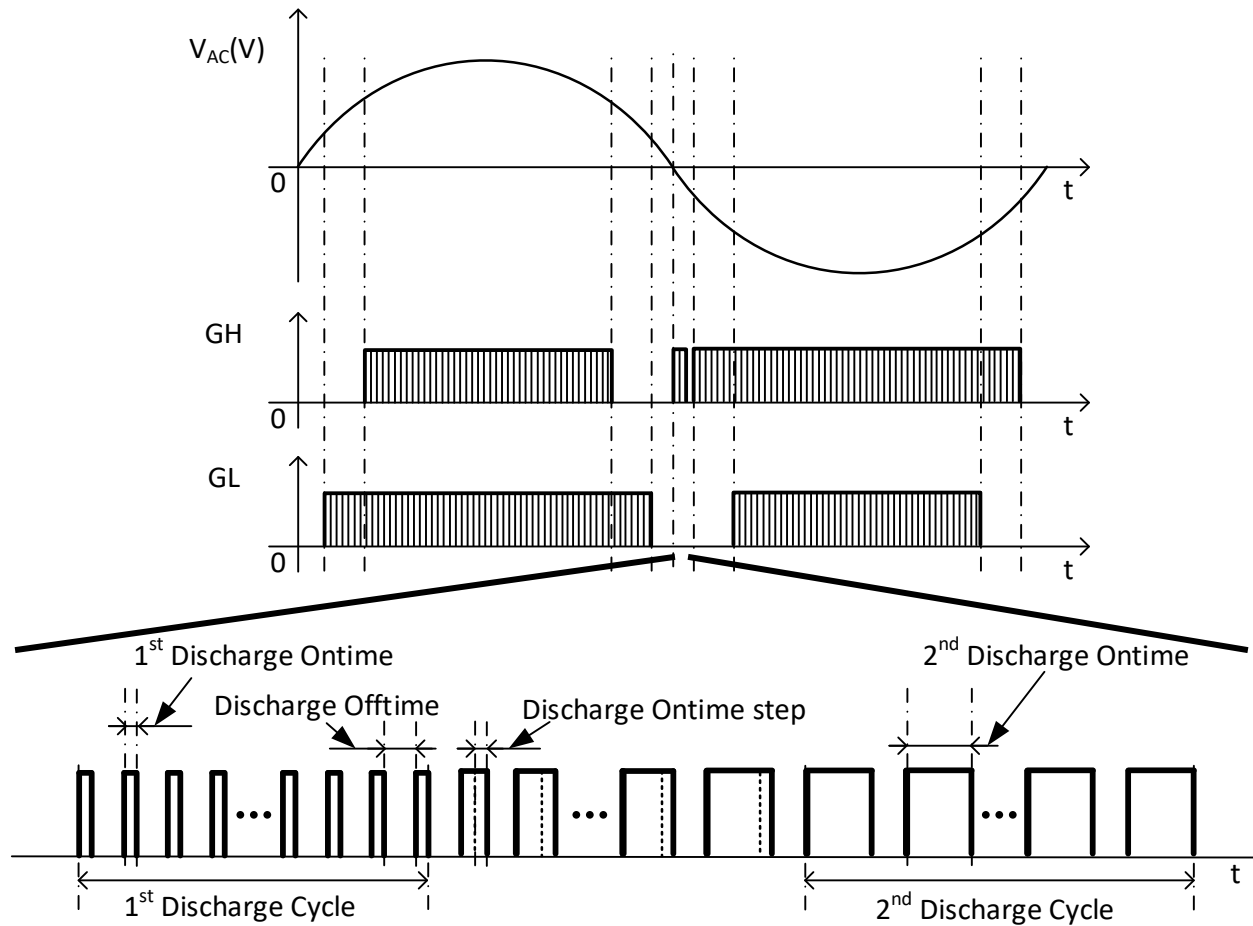 V_AC(V)
0
t
GH
0
t
GL
0
t
1st Discharge Ontime
2nd Discharge Ontime
Discharge Offtime
Discharge Ontime step
t
1st Discharge Cycle
2nd Discharge Cycle